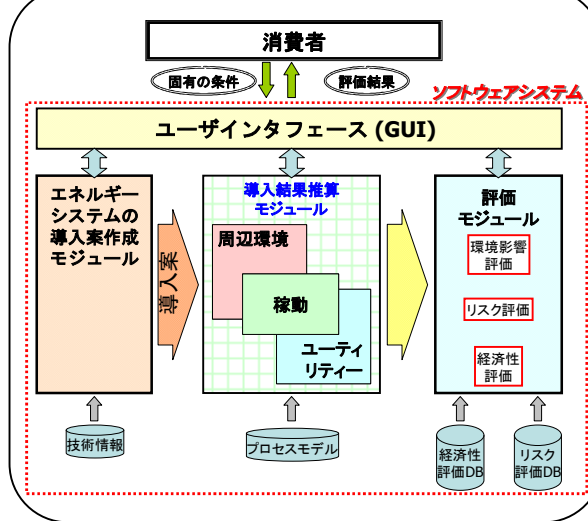 消費者
固有の条件
評価結果
ソフトウェアシステム
ユーザインタフェース (GUI)
エネルギー
システムの
導入案作成
モジュール
導入案
導入結果推算
モジュール
周辺環境
稼動
ユーティ
リティー
評価
モジュール
環境影響
評価
リスク評価
経済性
評価
技術情報
プロセスモデル
経済性
評価DB
リスク
評価DB